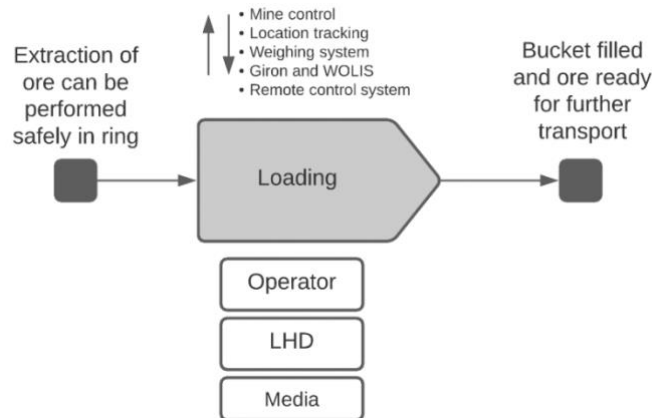 • Mine control
• Location tracking
• Weighing system
• Giron and WOLIS
• Remote control system
Extraction of
ore can be
performed
safely in ring
Bucket filled
and ore ready
for further
transport
Loading
Operator
LHD
Media